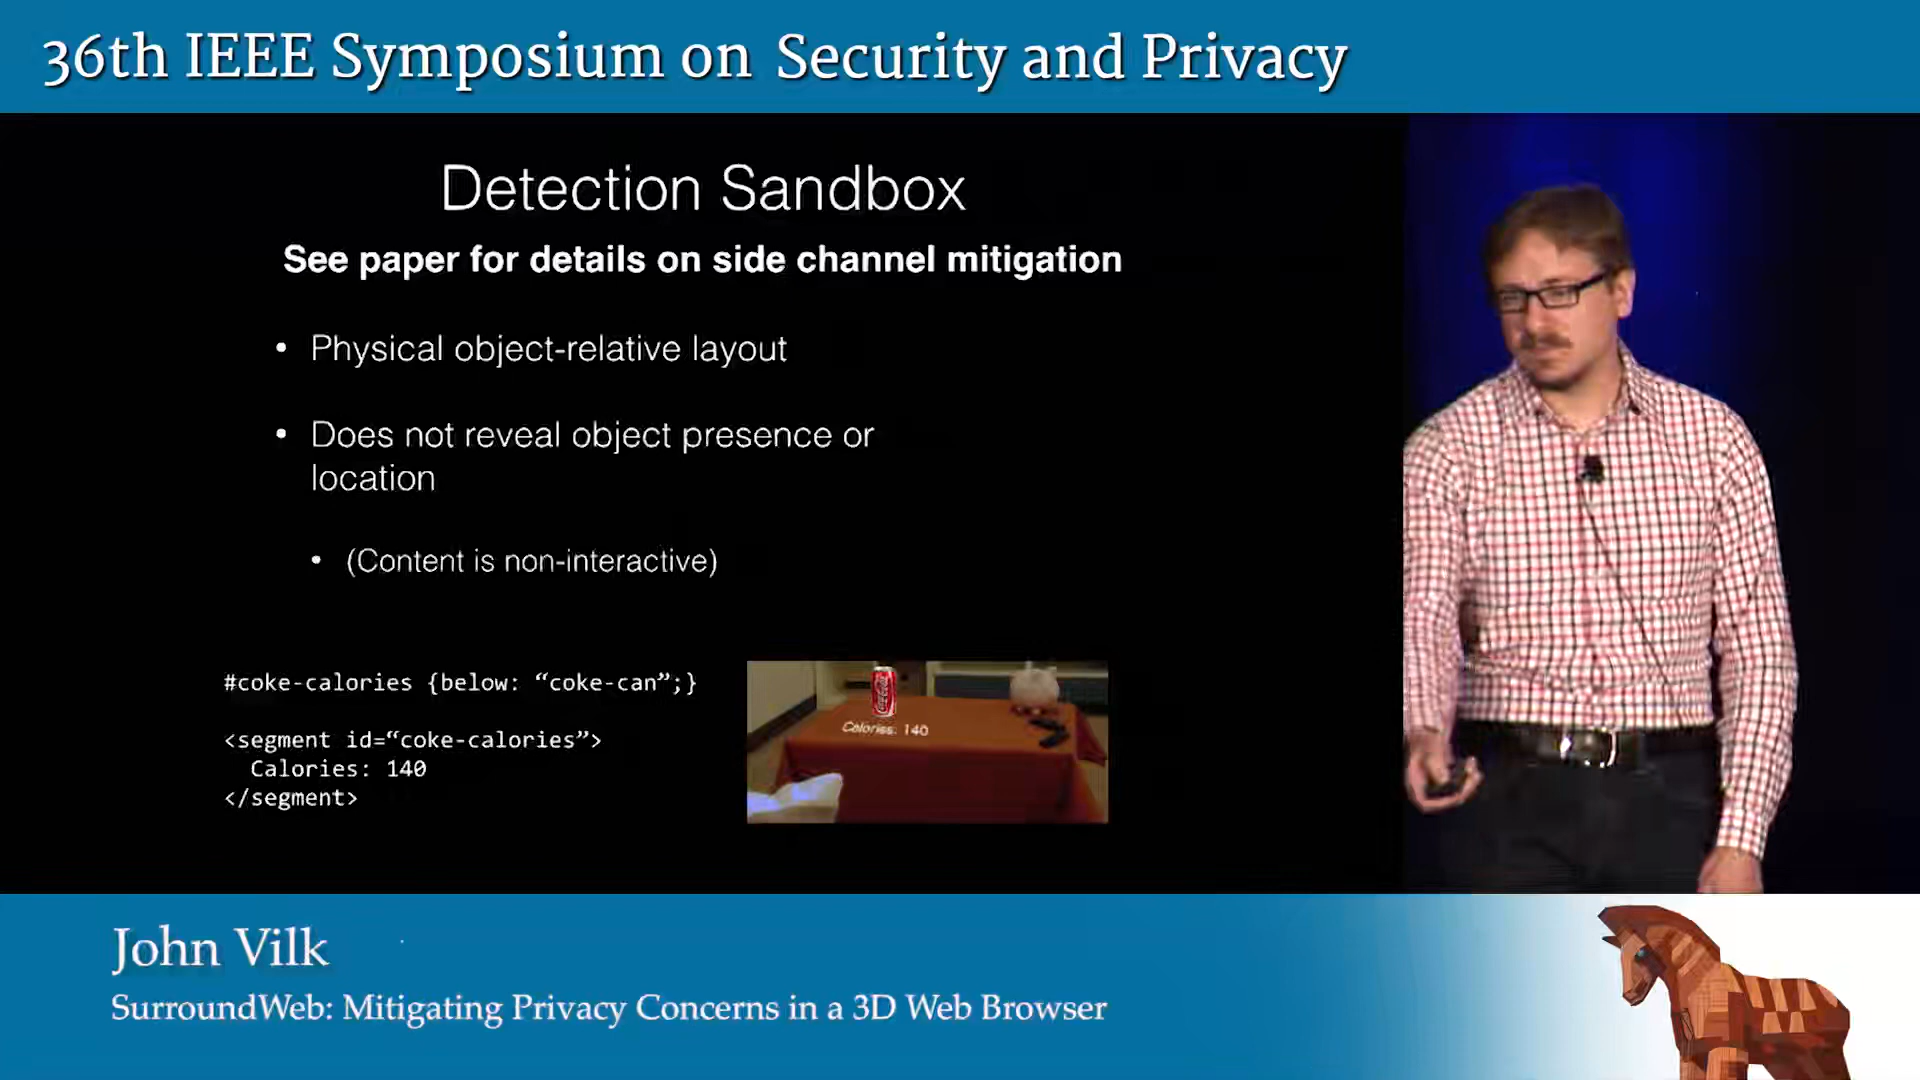 36th IEEE Symposium on Security and Privacy
Detection Sandbox
See paper for details on side channel mitigation
• Physical object-relative layout
• Does not reveal object presence or
location
• (Content is non-interactive)
#coke-calories {below: “coke-can”;}
<segment id=“coke-calories”>
Calories: 140
</segment>
Calories: 140
John Vilk
SurroundWeb: Mitigating Privacy Concerns in a 3D Web Browser